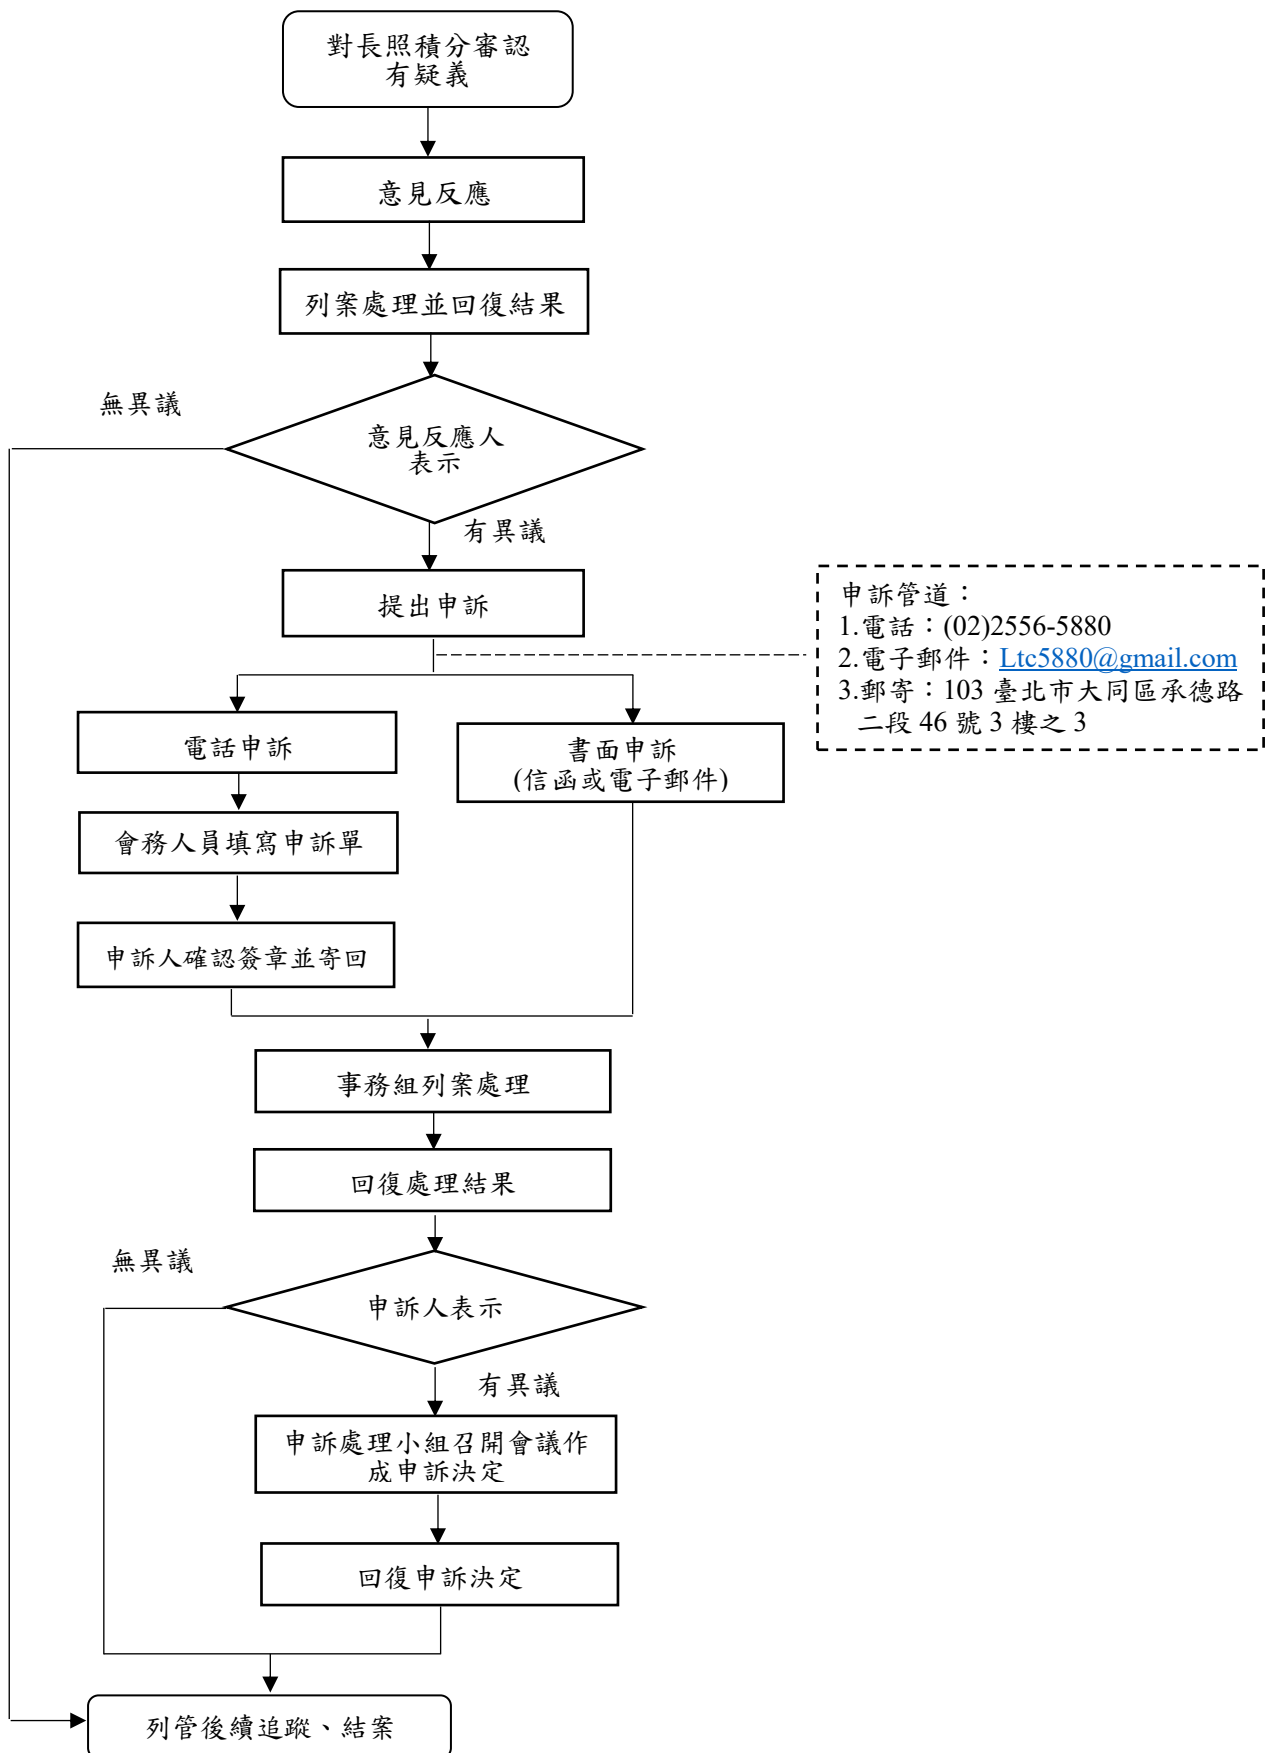 對長照積分審認
有疑義
意見反應
列案處理並回復結果
無異議
意見反應人
表示
有異議
提出申訴
申訴管道：
1.電話：(02)2556-5880
2.電子郵件：Ltc5880@gmail.com
3.郵寄：103 臺北市大同區承德路
二段 46 號 3 樓之 3
電話申訴
書面申訴
(信函或電子郵件)
會務人員填寫申訴單
申訴人確認簽章並寄回
事務組列案處理
回復處理結果
無異議
申訴人表示
有異議
申訴處理小組召開會議作
成申訴決定
回復申訴決定
列管後續追蹤、結案